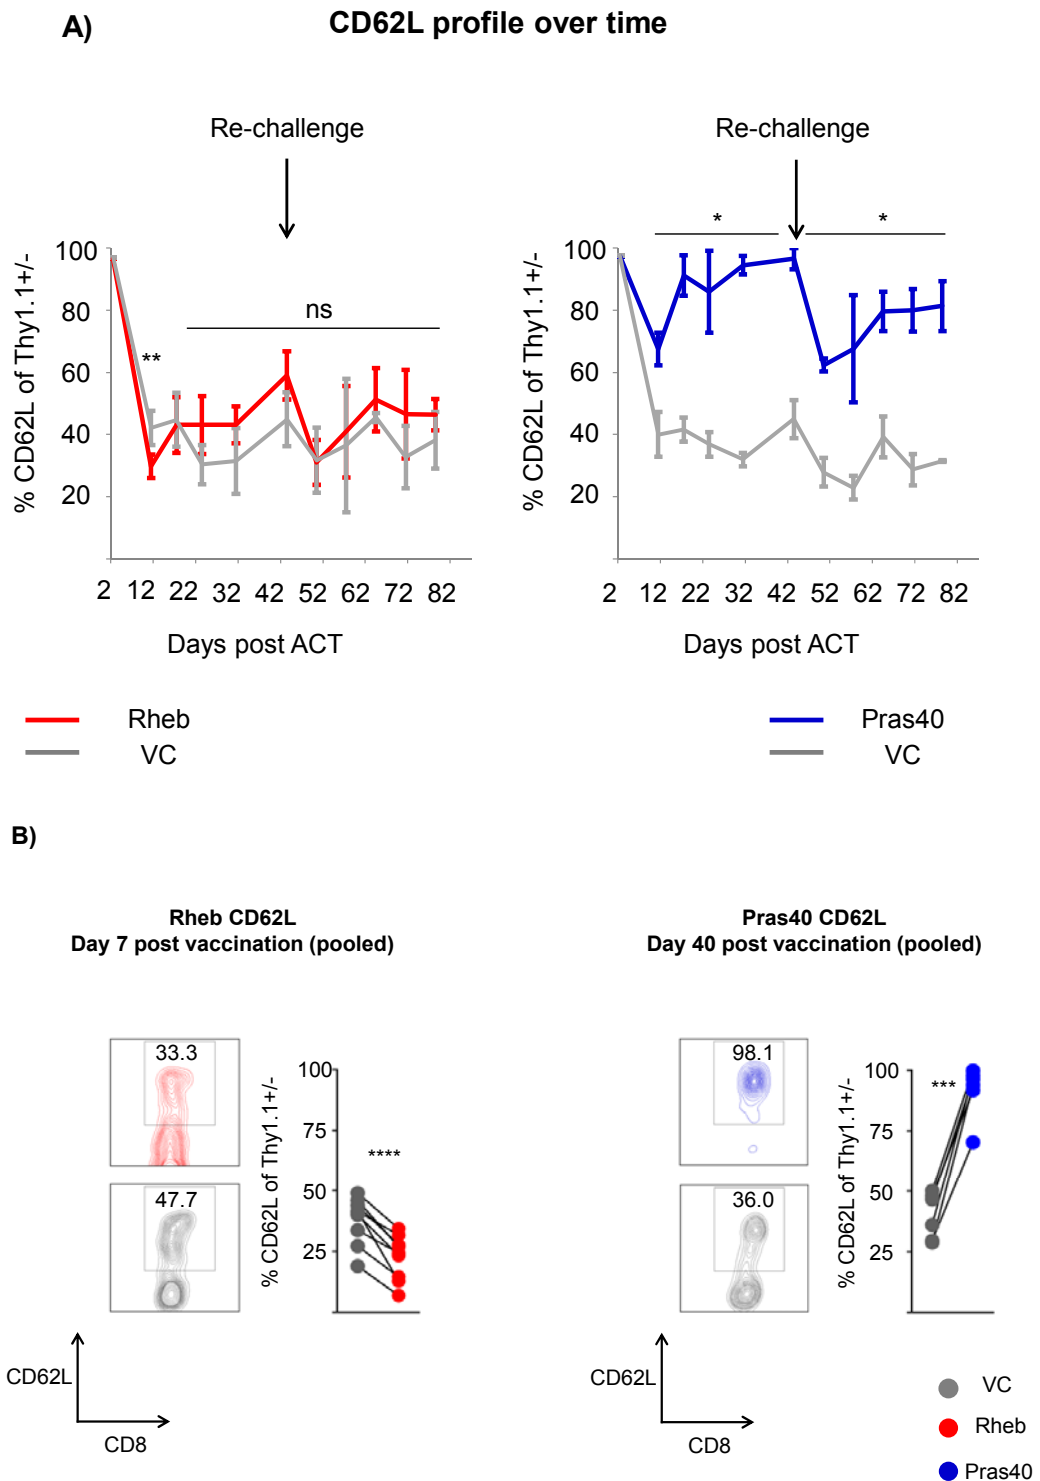 A)
CD62L profile over time
Re-challenge
Re-challenge
% CD62L of Thy1.1+/-
100
80
60
40
20
**
ns
2 12 22 32 42 52 62 72 82
Days post ACT
% CD62L of Thy1.1+/-
100
80
60
40
20
*
*
2 12 22 32 42 52 62 72 82
Days post ACT
Rheb
VC
Pras40
VC
B)
Rheb CD62L
Day 7 post vaccination (pooled)
Pras40 CD62L
Day 40 post vaccination (pooled)
33.3
47.7
% CD62L of Thy1.1+/-
100
75
50
25
****
CD62L
CD8
98.1
36.0
% CD62L of Thy1.1+/-
100
75
50
25
***
CD62L
CD8
VC
Rheb
Pras40